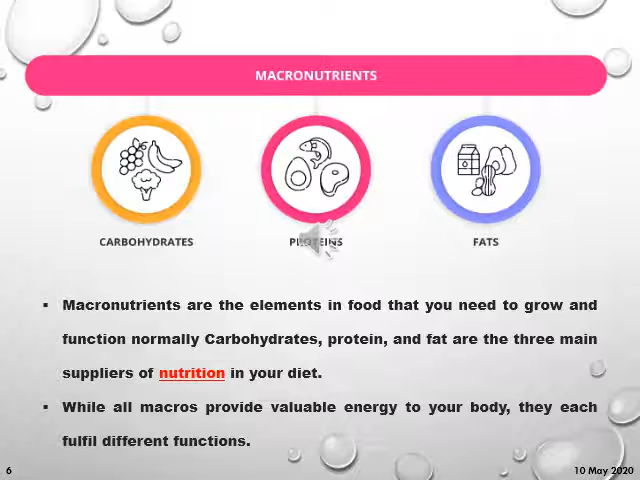 MACRONUTRIENTS
CARBOHYDRATES
PROTEINS
FATS
▪ Macronutrients are the elements in food that you need to grow and
function normally Carbohydrates, protein, and fat are the three main
suppliers of nutrition in your diet.
▪ While all macros provide valuable energy to your body, they each
fulfil different functions.
6
10 May 2020